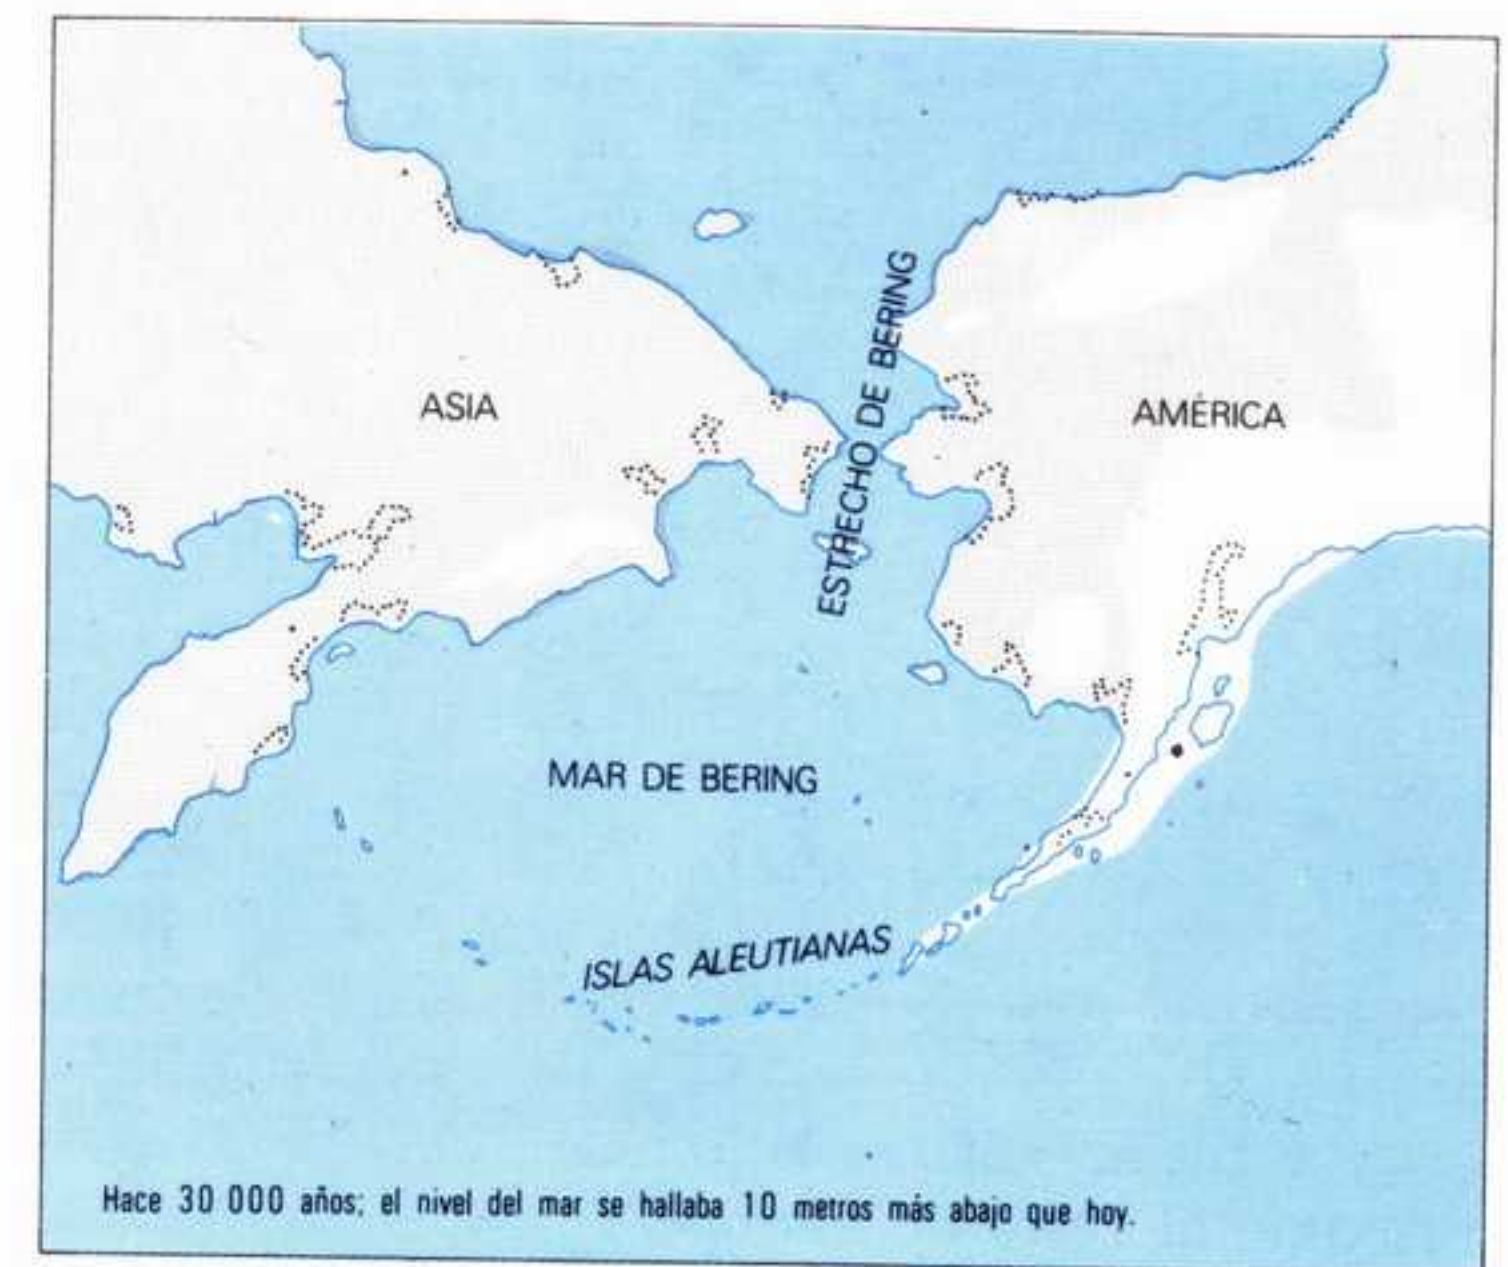 ESTRECHO DE BERING
ASIA
AMÉRICA
MAR DE BERING
ISLAS ALEUTIANAS
Hace 30 000 años; el nivel del mar se hallaba 10 metros más abajo que hoy.